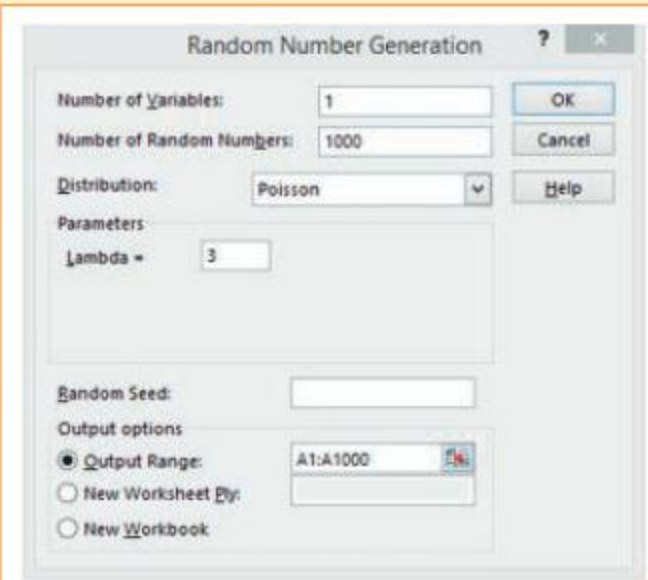 Random Number Generation ?
Number of Variables: 1 OK
Number of Random Numbers: 1000 Cancel
Distribution: Poisson Help
Parameters
Lambda = 3
Random Seed:
Output options
Output Range: A1:A1000
New Worksheet Ply:
New Workbook